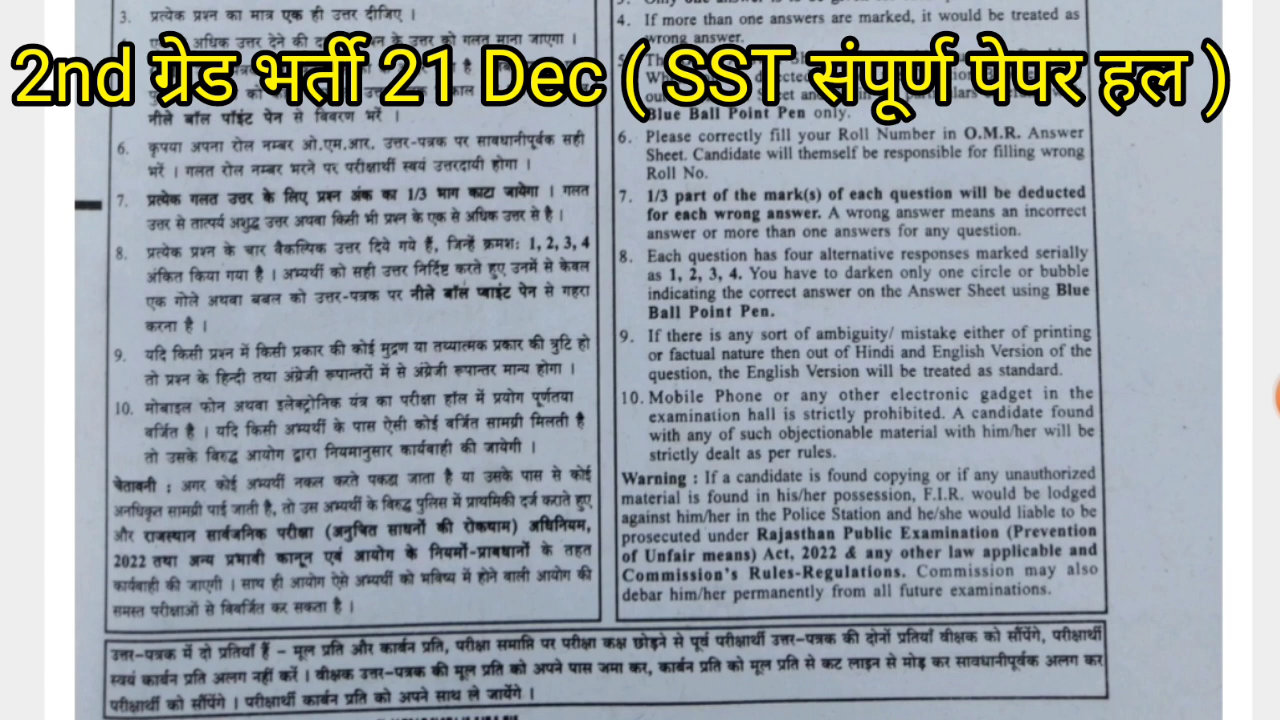 2nd ग्रेड भर्ती 21 Dec ( SST संपूर्ण पेपर हल )
3. प्रत्येक प्रश्न का मात्र एक ही उत्तर दीजिए ।
अधिक उत्तर देने की के उत्तर को गलत माना जाएगा ।
नीले बॉल पॉइंट पेन से विवरण भरें ।
6. कृपया अपना रोल नम्बर ओ.एम.आर. उत्तर-पत्रक पर सावधानीपूर्वक सही
भरें । गलत रोल नम्बर भरने पर परीक्षार्थी स्वयं उत्तरदायी होगा ।
7. प्रत्येक गलत उत्तर के लिए प्रश्न अंक का 1/3 भाग काटा जायेगा । गलत
उत्तर से तात्पर्य अशुद्ध उत्तर अथवा किसी भी प्रश्न के एक से अधिक उत्तर से है ।
8. प्रत्येक प्रश्न के चार वैकल्पिक उत्तर दिये गये हैं, जिन्हें क्रमशः 1, 2, 3, 4
अंकित किया गया है । अभ्यर्थी को सही उत्तर निर्दिष्ट करते हुए उनमें से केवल
एक गोले अथवा बबल को उत्तर-पत्रक पर नीले बॉल प्वाइंट पेन से गहरा
करना है ।
9. यदि किसी प्रश्न में किसी प्रकार की कोई मुद्रण या तथ्यात्मक प्रकार की त्रुटि हो
तो प्रश्न के हिन्दी तथा अंग्रेजी रूपान्तरों में से अंग्रेजी रूपान्तर मान्य होगा ।
10. मोबाइल फोन अथवा इलेक्ट्रोनिक यंत्र का परीक्षा हॉल में प्रयोग पूर्णतया
वर्जित है । यदि किसी अभ्यर्थी के पास ऐसी कोई वर्जित सामग्री मिलती है
तो उसके विरुद्ध आयोग द्वारा नियमानुसार कार्यवाही की जायेगी ।
चेतावनी : अगर कोई अभ्यर्थी नकल करते पकड़ा जाता है या उसके पास से कोई
अनधिकृत सामग्री पाई जाती है, तो उस अभ्यर्थी के विरुद्ध पुलिस में प्राथमिकी दर्ज कराते हुए
और राजस्थान सार्वजनिक परीक्षा (अनुचित साधनों की रोकथाम) अधिनियम,
2022 तथा अन्य प्रभावी कानून एवं आयोग के नियमों-प्रावधानों के तहत
कार्यवाही की जाएगी । साथ ही आयोग ऐसे अभ्यर्थी को भविष्य में होने वाली आयोग की
समस्त परीक्षाओं से विवर्जित कर सकता है ।
4. If more than one answers are marked, it would be treated as
wrong answer.
Blue Ball Point Pen only.
6. Please correctly fill your Roll Number in O.M.R. Answer
Sheet. Candidate will themself be responsible for filling wrong
Roll No.
7. 1/3 part of the mark(s) of each question will be deducted
for each wrong answer. A wrong answer means an incorrect
answer or more than one answers for any question.
8. Each question has four alternative responses marked serially
as 1, 2, 3, 4. You have to darken only one circle or bubble
indicating the correct answer on the Answer Sheet using Blue
Ball Point Pen.
9. If there is any sort of ambiguity/ mistake either of printing
or factual nature then out of Hindi and English Version of the
question, the English Version will be treated as standard.
10. Mobile Phone or any other electronic gadget in the
examination hall is strictly prohibited. A candidate found
with any of such objectionable material with him/her will be
strictly dealt as per rules.
Warning : If a candidate is found copying or if any unauthorized
material is found in his/her possession, F.I.R. would be lodged
against him/her in the Police Station and he/she would be liable to be
prosecuted under Rajasthan Public Examination (Prevention
of Unfair means) Act, 2022 & any other law applicable and
Commission's Rules-Regulations. Commission may also
debar him/her permanently from all future examinations.
उत्तर-पत्रक में दो प्रतियाँ हैं – मूल प्रति और कार्बन प्रति, परीक्षा समाप्ति पर परीक्षा कक्ष छोड़ने से पूर्व परीक्षार्थी उत्तर-पत्रक की दोनों प्रतियाँ वीक्षक को सौंपेंगे, परीक्षार्थी
स्वयं कार्बन प्रति अलग नहीं करें । वीक्षक उत्तर-पत्रक की मूल प्रति को अपने पास जमा कर, कार्बन प्रति को मूल प्रति से कट लाइन से मोड़ कर सावधानीपूर्वक अलग कर
परीक्षार्थी को सौंपेंगे । परीक्षार्थी कार्बन प्रति को अपने साथ ले जायेंगे ।